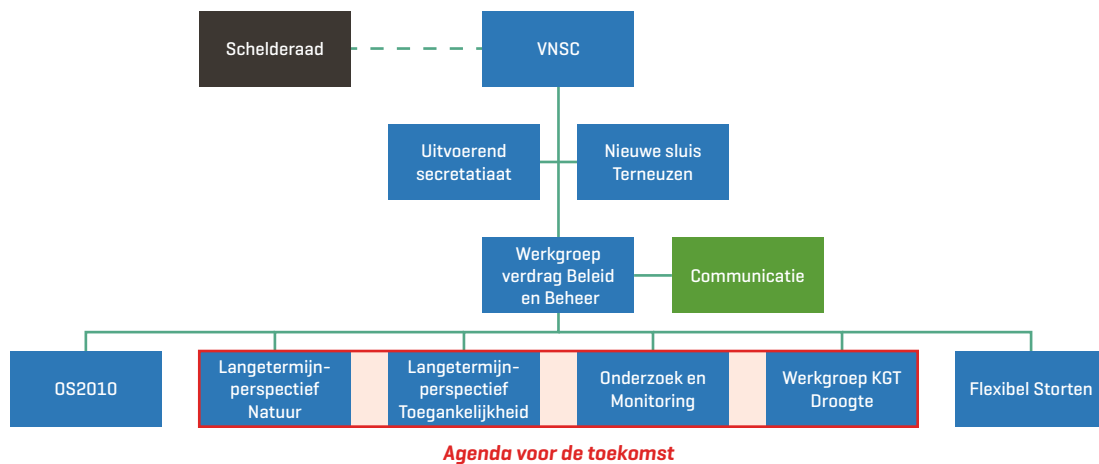 Schelderaad
VNSC
Uitvoerend
secretatiaat
Nieuwe sluis
Terneuzen
Werkgroep
verdrag Beleid
en Beheer
Communicatie
OS2010
Langetermijn-
perspectief
Natuur
Langetermijn-
perspectief
Toegankelijkheid
Onderzoek en
Monitoring
Werkgroep KGT
Droogte
Flexibel Storten
Agenda voor de toekomst